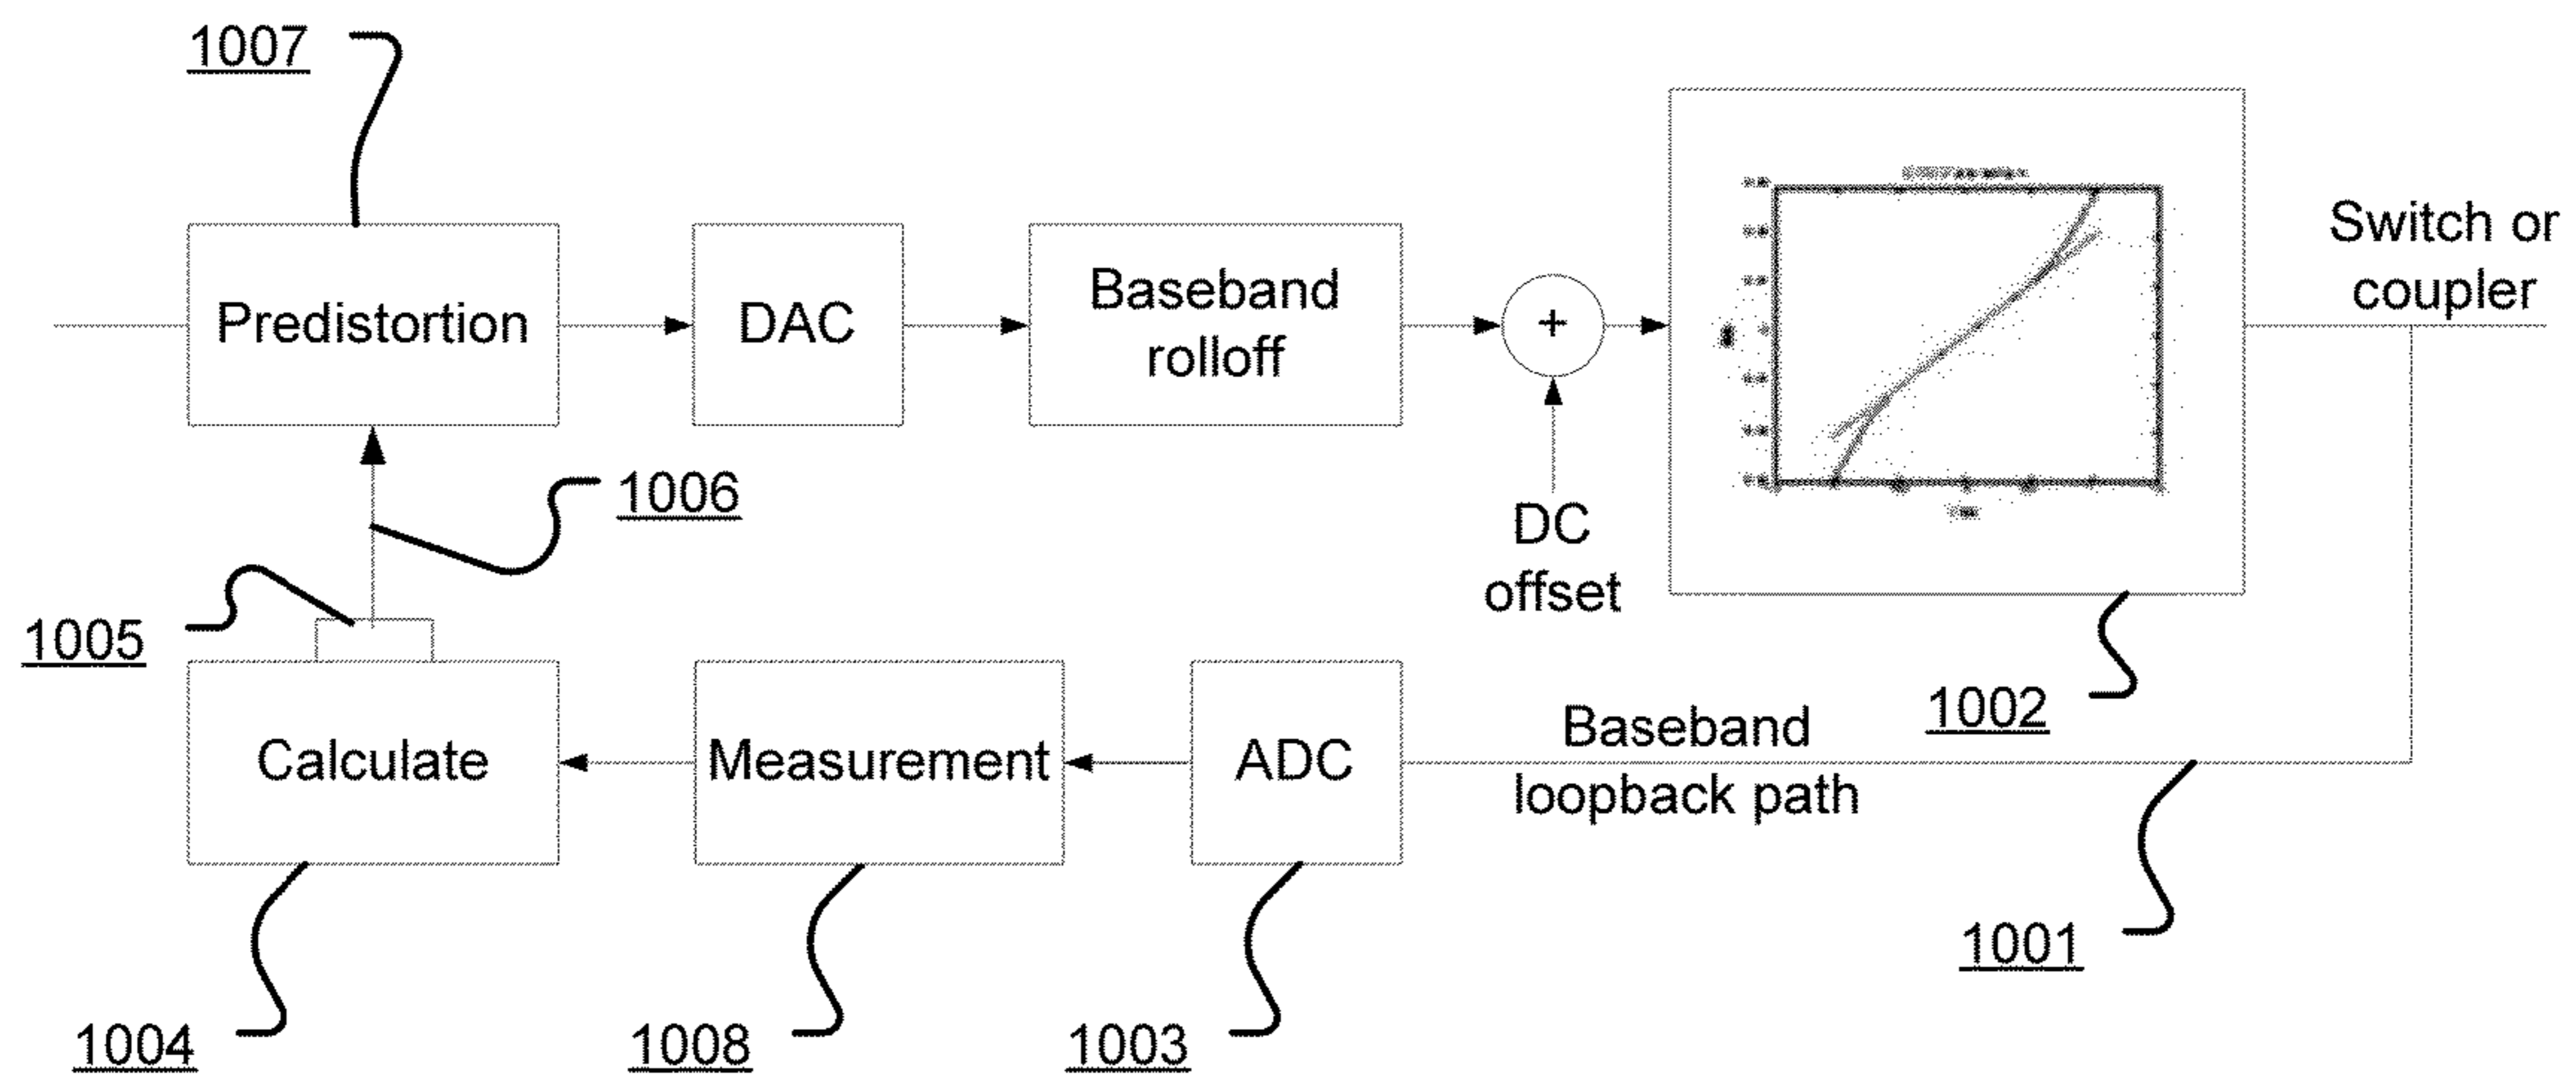 1007
Predistortion
DAC
Baseband
rolloff
+
DC
offset
Switch or
coupler
1006
1005
1002
Calculate
Measurement
ADC
Baseband
loopback path
1001
1004
1008
1003